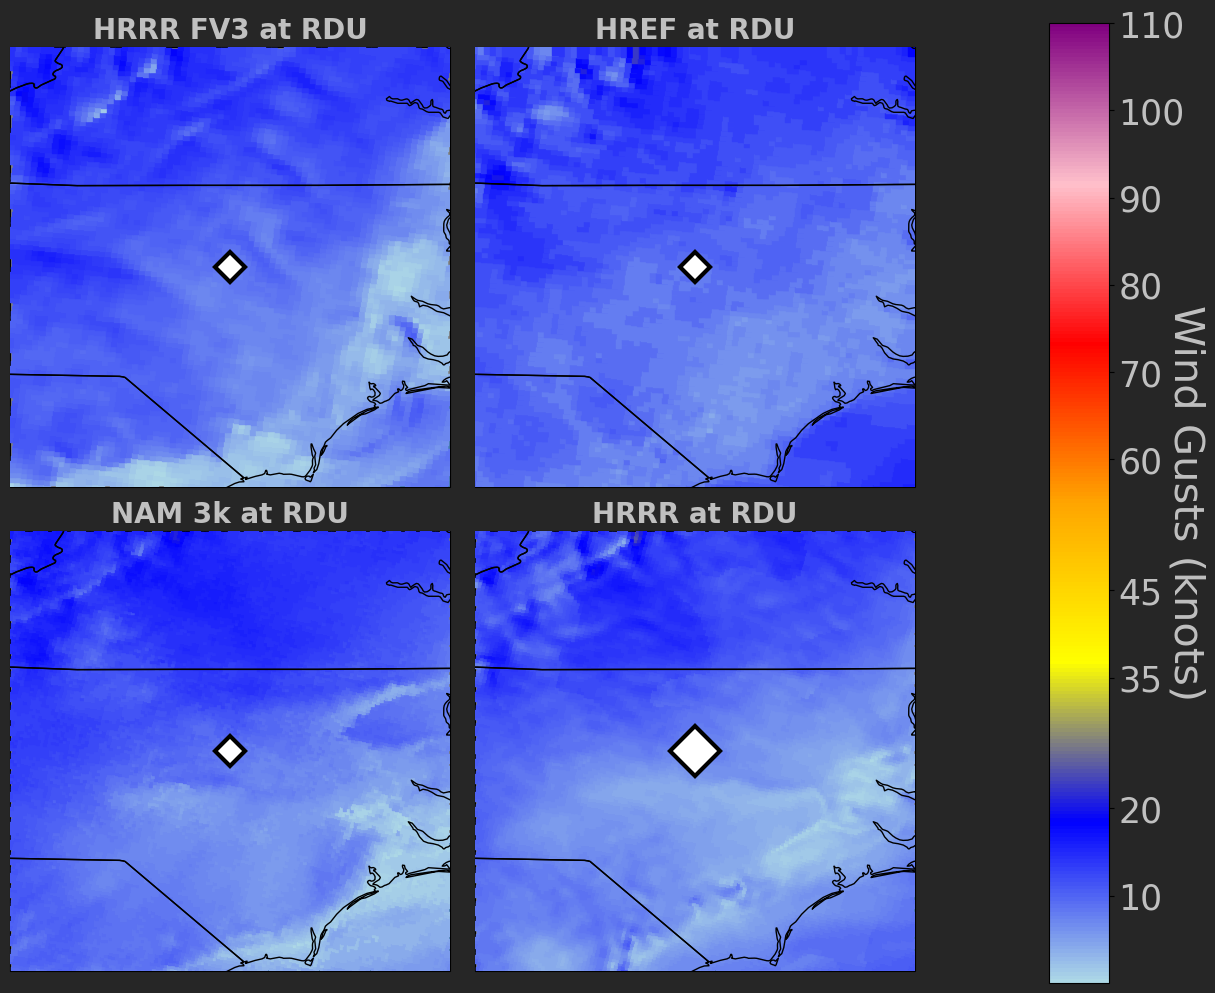 HRRR FV3 at RDU
HREF at RDU
NAM 3k at RDU
HRRR at RDU
110
100
90
80
70
60
45
35
20
10
Wind Gusts (knots)